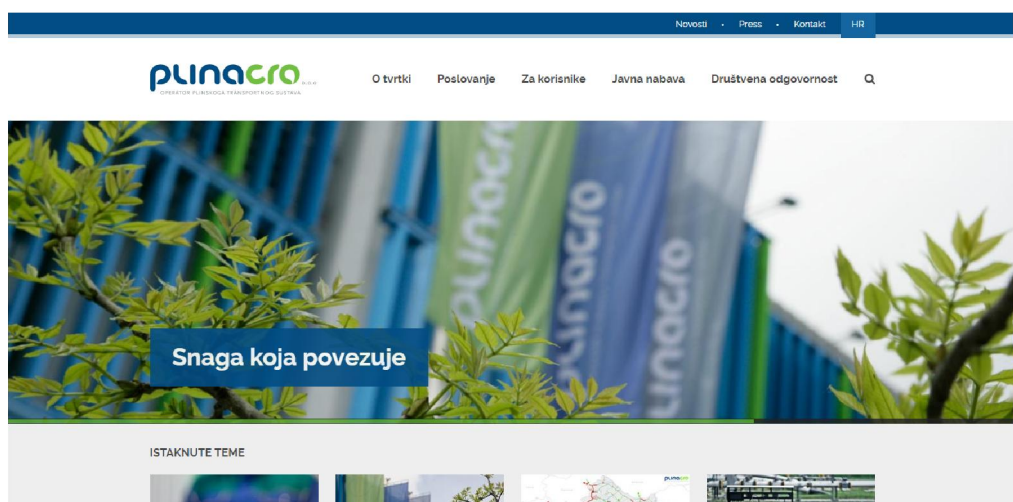 Novosti • Press • Kontakt HR
plinacro d.o.o.
OPERATOR PLINSKOGA TRANSPORTNOG SUSTAVA
O tvrtki Poslovanje Za korisnike Javna nabava Društvena odgovornost
plinacro
plinacro
plinacro
Snaga koja povezuje
ISTAKNUTE TEME
plinacro